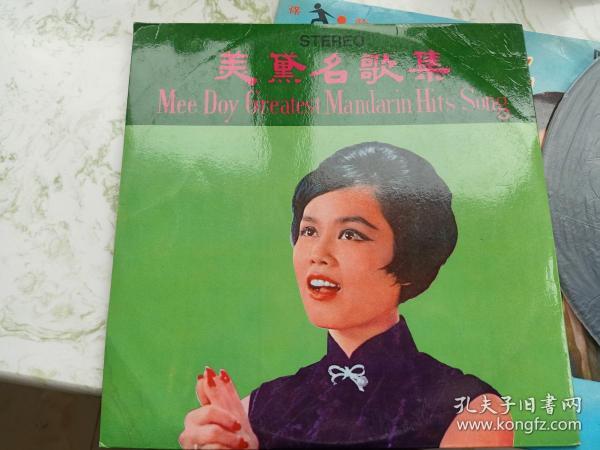 STEREO
美黛名歌集
Mee Doy Greatest Mandarin Hits Song
孔夫子旧书网
www.kongfz.com